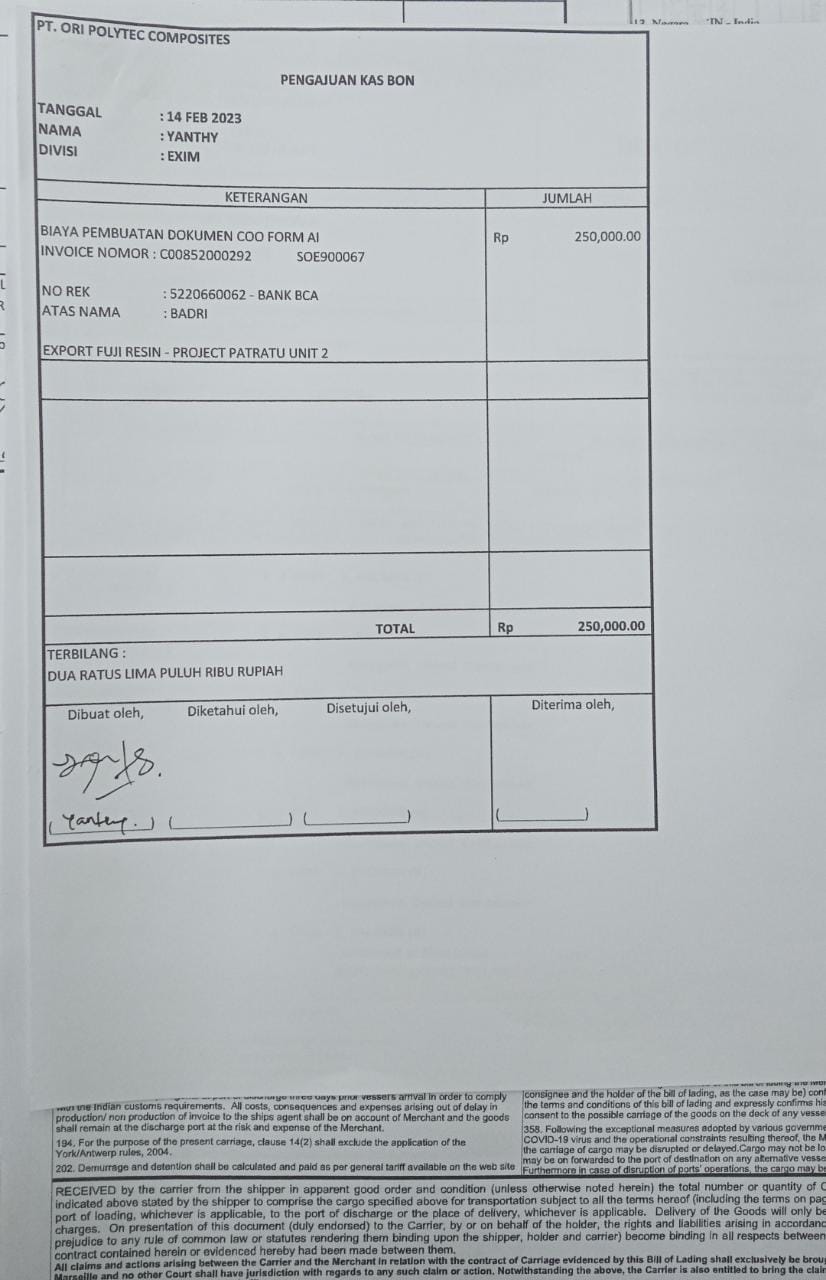 12 Negara : IN - India
PT. ORI POLYTEC COMPOSITES
PENGAJUAN KAS BON
TANGGAL : 14 FEB 2023
NAMA : YANTHY
DIVISI : EXIM
KETERANGAN JUMLAH
BIAYA PEMBUATAN DOKUMEN COO FORM AI Rp 250,000.00
INVOICE NOMOR : C00852000292 SOE900067
NO REK : 5220660062 - BANK BCA
ATAS NAMA : BADRI
EXPORT FUJI RESIN - PROJECT PATRATU UNIT 2
TOTAL Rp 250,000.00
TERBILANG :
DUA RATUS LIMA PULUH RIBU RUPIAH
Dibuat oleh, Diketahui oleh, Disetujui oleh, Diterima oleh,
( Yanthy. ) ( ) ( ) ( )
discharge three days prior vessels arrival in order to comply
with the Indian customs requirements. All costs, consequences and expenses arising out of delay in
production/ non production of invoice to the ships agent shall be on account of Merchant and the goods
shall remain at the discharge port at the risk and expense of the Merchant.
194. For the purpose of the present carriage, clause 14(2) shall exclude the application of the
York/Antwerp rules, 2004.
202. Demurrage and detention shall be calculated and paid as per general tariff available on the web site
consignee and the holder of the bill of lading, as the case may be) conf
the terms and conditions of this bill of lading and expressly confirms his
consent to the possible carriage of the goods on the deck of any vesse
358. Following the exceptional measures adopted by various governme
COVID-19 virus and the operational constraints resulting thereof, the M
the carriage of cargo may be disrupted or delayed.Cargo may not be lo
may be on forwarded to the port of destination on any alternative vesse
Furthermore in case of disruption of ports' operations, the cargo may be
RECEIVED by the carrier from the shipper in apparent good order and condition (unless otherwise noted herein) the total number or quantity of C
indicated above stated by the shipper to comprise the cargo specified above for transportation subject to all the terms hereof (including the terms on pag
port of loading, whichever is applicable, to the port of discharge or the place of delivery, whichever is applicable. Delivery of the Goods will only be
charges. On presentation of this document (duly endorsed) to the Carrier, by or on behalf of the holder, the rights and liabilities arising in accordanc
prejudice to any rule of common law or statutes rendering them binding upon the shipper, holder and carrier) become binding in all respects between
contract contained herein or evidenced hereby had been made between them.
All claims and actions arising between the Carrier and the Merchant in relation with the contract of Carriage evidenced by this Bill of Lading shall exclusively be broug
Marseille and no other Court shall have jurisdiction with regards to any such claim or action. Notwithstanding the above, the Carrier is also entitled to bring the clai